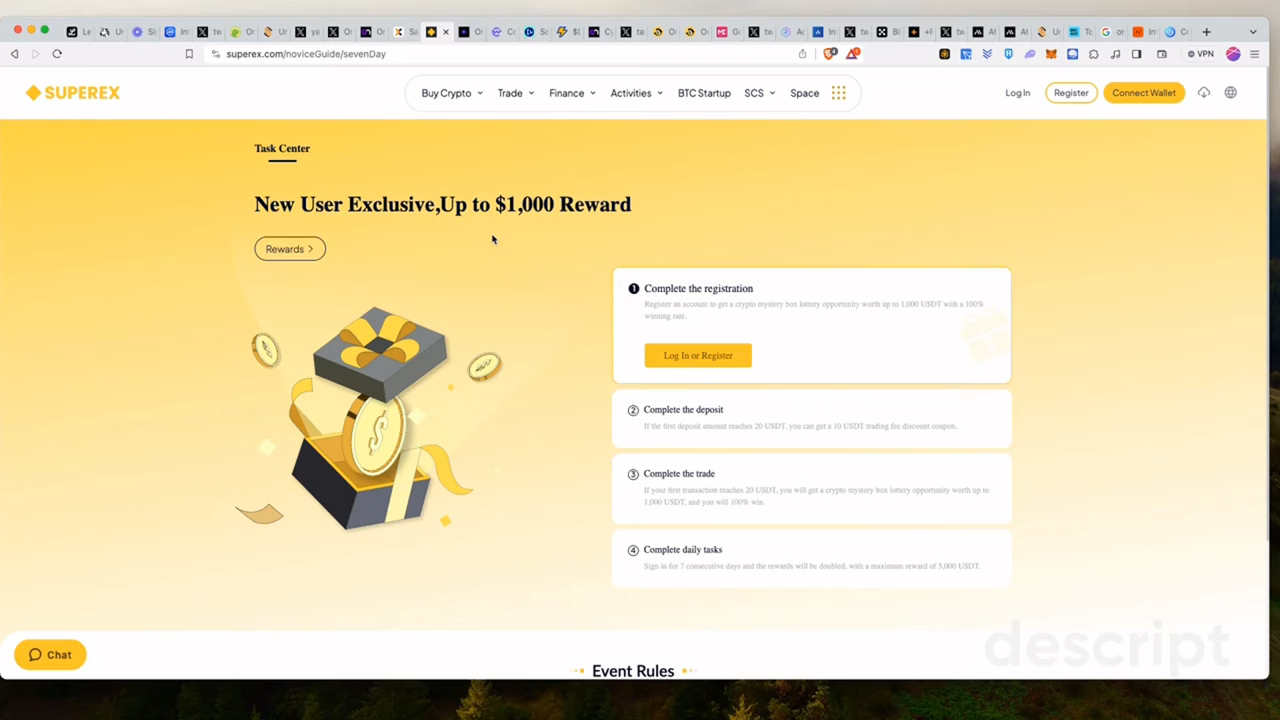 superex.com/noviceGuide/sevenDay
VPN
SUPEREX
Buy Crypto
Trade
Finance
Activities
BTC Startup
SCS
Space
Log In
Register
Connect Wallet
Task Center
New User Exclusive,Up to $1,000 Reward
Rewards
1 Complete the registration
Register an account to get a crypto mystery box lottery opportunity worth up to 1,000 USDT with a 100%
winning rate.
Log In or Register
2 Complete the deposit
If the first deposit amount reaches 20 USDT, you can get a 10 USDT trading fee discount coupon.
3 Complete the trade
If your first transaction reaches 20 USDT, you will get a crypto mystery box lottery opportunity worth up to
1,000 USDT, and you will 100% win.
4 Complete daily tasks
Sign in for 7 consecutive days and the rewards will be doubled, with a maximum reward of 5,000 USDT.
Chat
descript
Event Rules